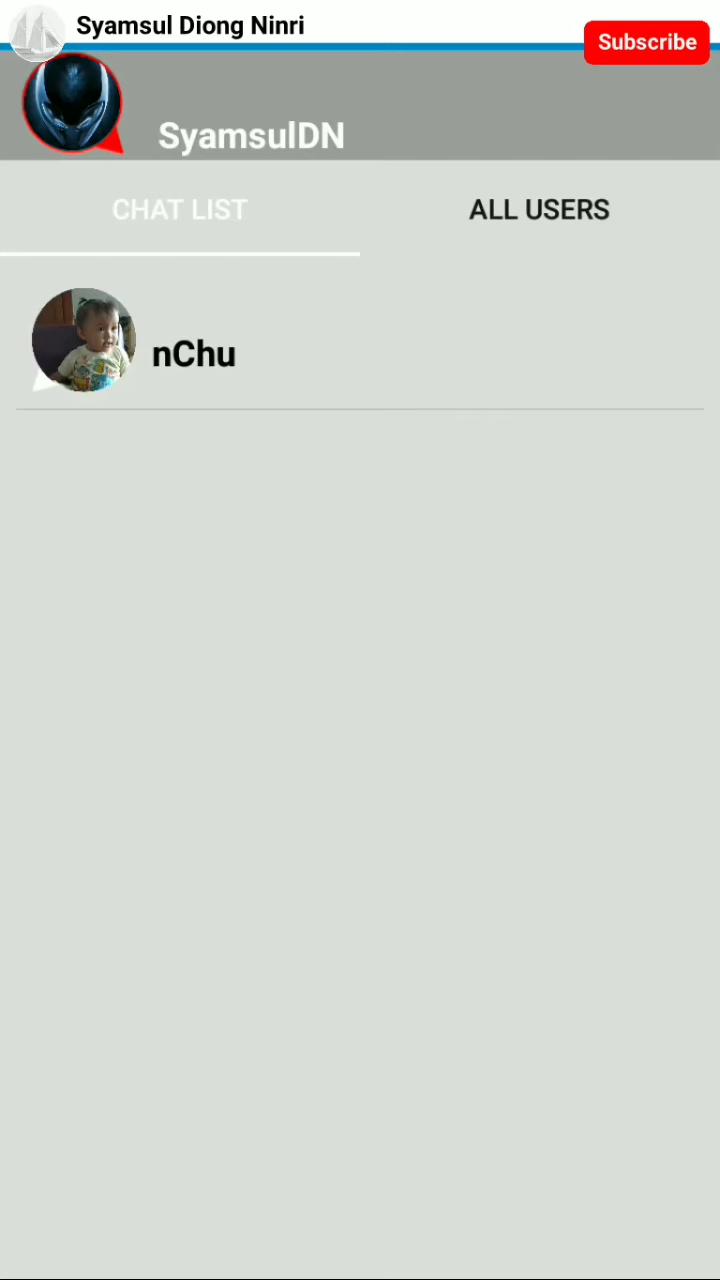 Syamsul Diong Ninri
Subscribe
SyamsulDN
CHAT LIST
ALL USERS
nChu